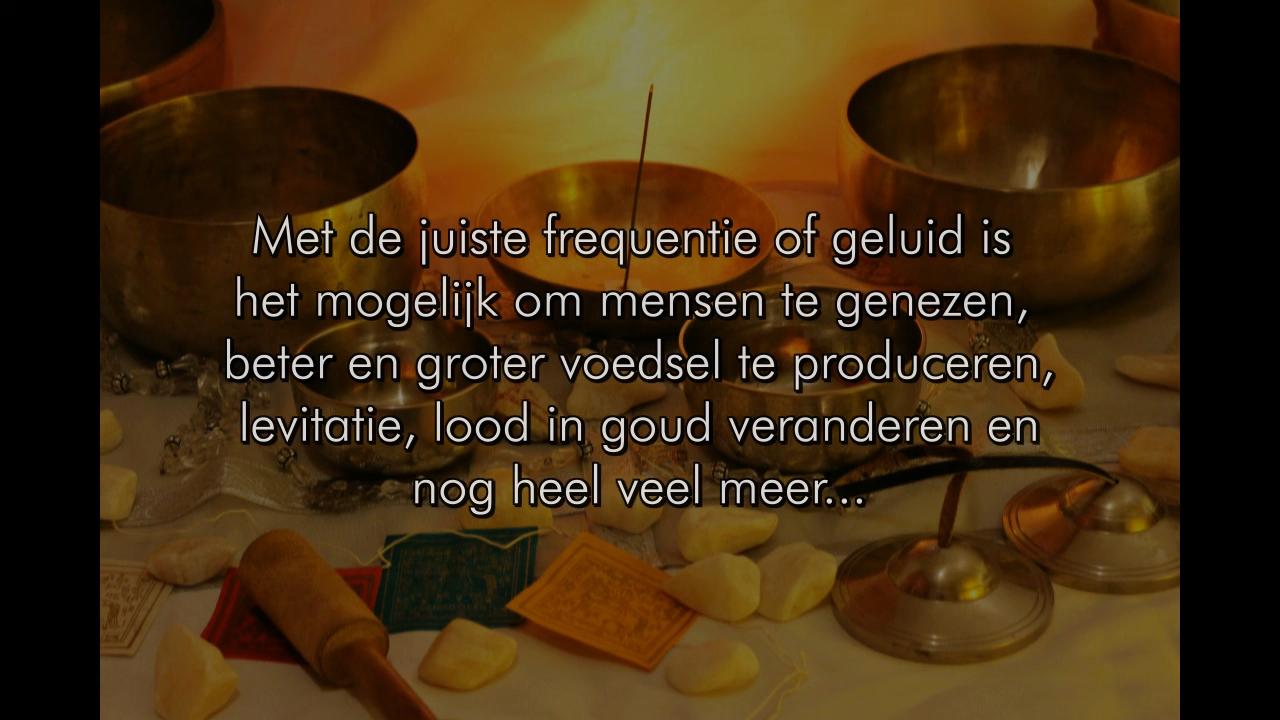 Met de juiste frequentie of geluid is
het mogelijk om mensen te genezen,
beter en groter voedsel te produceren,
levitatie, lood in goud veranderen en
nog heel veel meer...